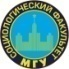 СОЦИОЛОГИЧЕСКИЙ ФАКУЛЬТЕТ
МГУ